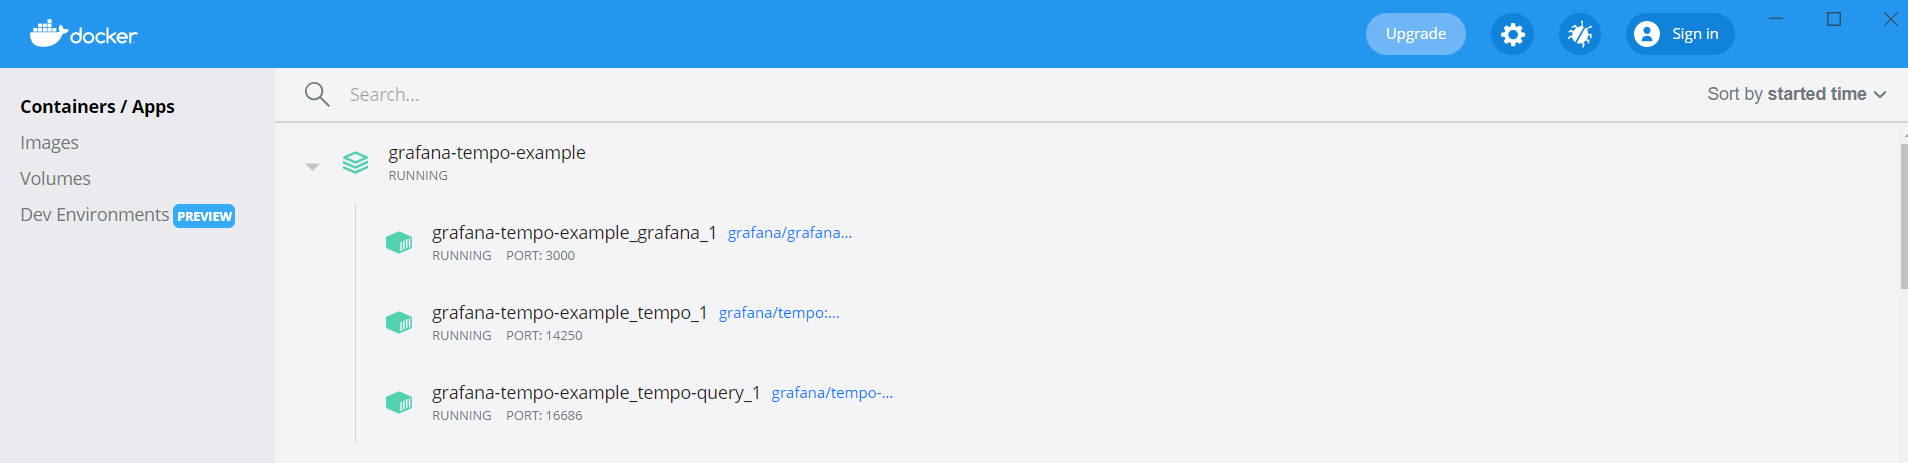 docker
Upgrade
Sign in
Containers / Apps
Images
Volumes
Dev Environments PREVIEW
Search...
Sort by started time
grafana-tempo-example
RUNNING
grafana-tempo-example_grafana_1 grafana/grafana...
RUNNING PORT: 3000
grafana-tempo-example_tempo_1 grafana/tempo:...
RUNNING PORT: 14250
grafana-tempo-example_tempo-query_1 grafana/tempo-...
RUNNING PORT: 16686